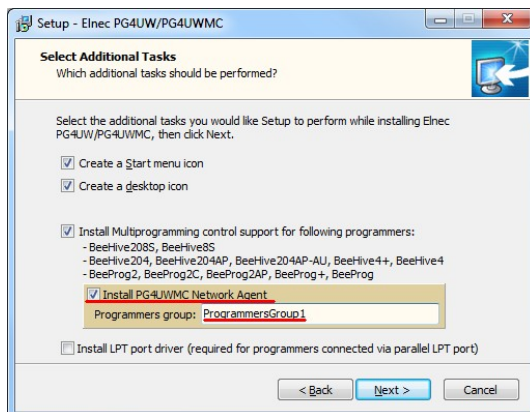 Setup - Elnec PG4UW/PG4UWMC
Select Additional Tasks
Which additional tasks should be performed?
Select the additional tasks you would like Setup to perform while installing Elnec
PG4UW/PG4UWMC, then click Next.
Create a Start menu icon
Create a desktop icon
Install Multiprogramming control support for following programmers:
- BeeHive208S, BeeHive8S
- BeeHive204, BeeHive204AP, BeeHive204AP-AU, BeeHive4+, BeeHive4
- BeeProg2, BeeProg2C, BeeProg2AP, BeeProg+, BeeProg
Install PG4UWMC Network Agent
Programmers group: ProgrammersGroup1
Install LPT port driver (required for programmers connected via parallel LPT port)
< Back Next > Cancel